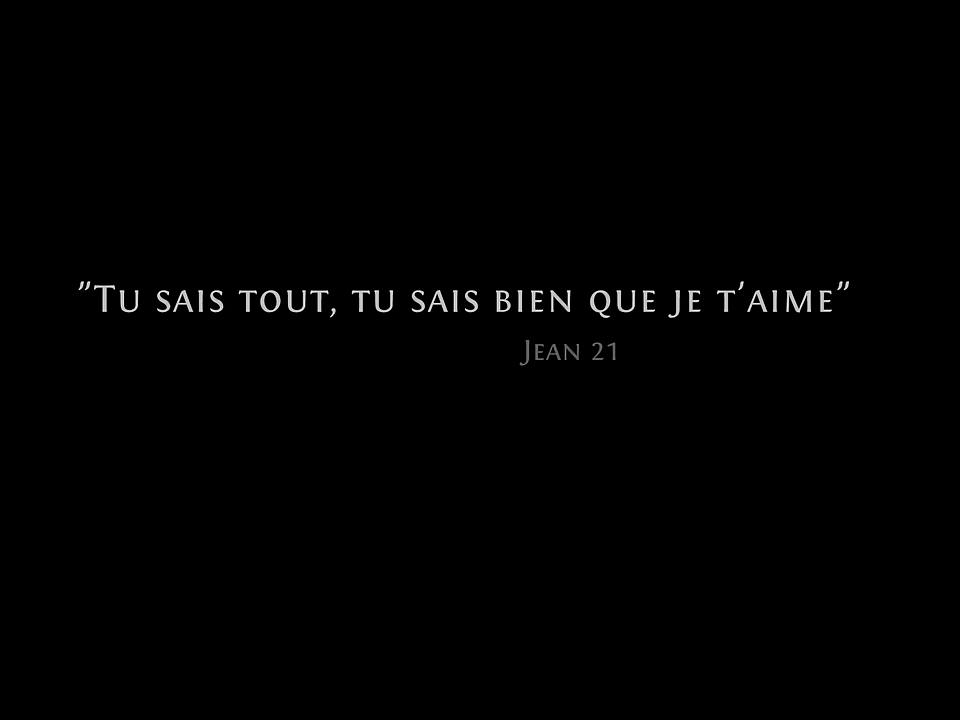 ”Tu sais tout, tu sais bien que je t’aime”
Jean 21